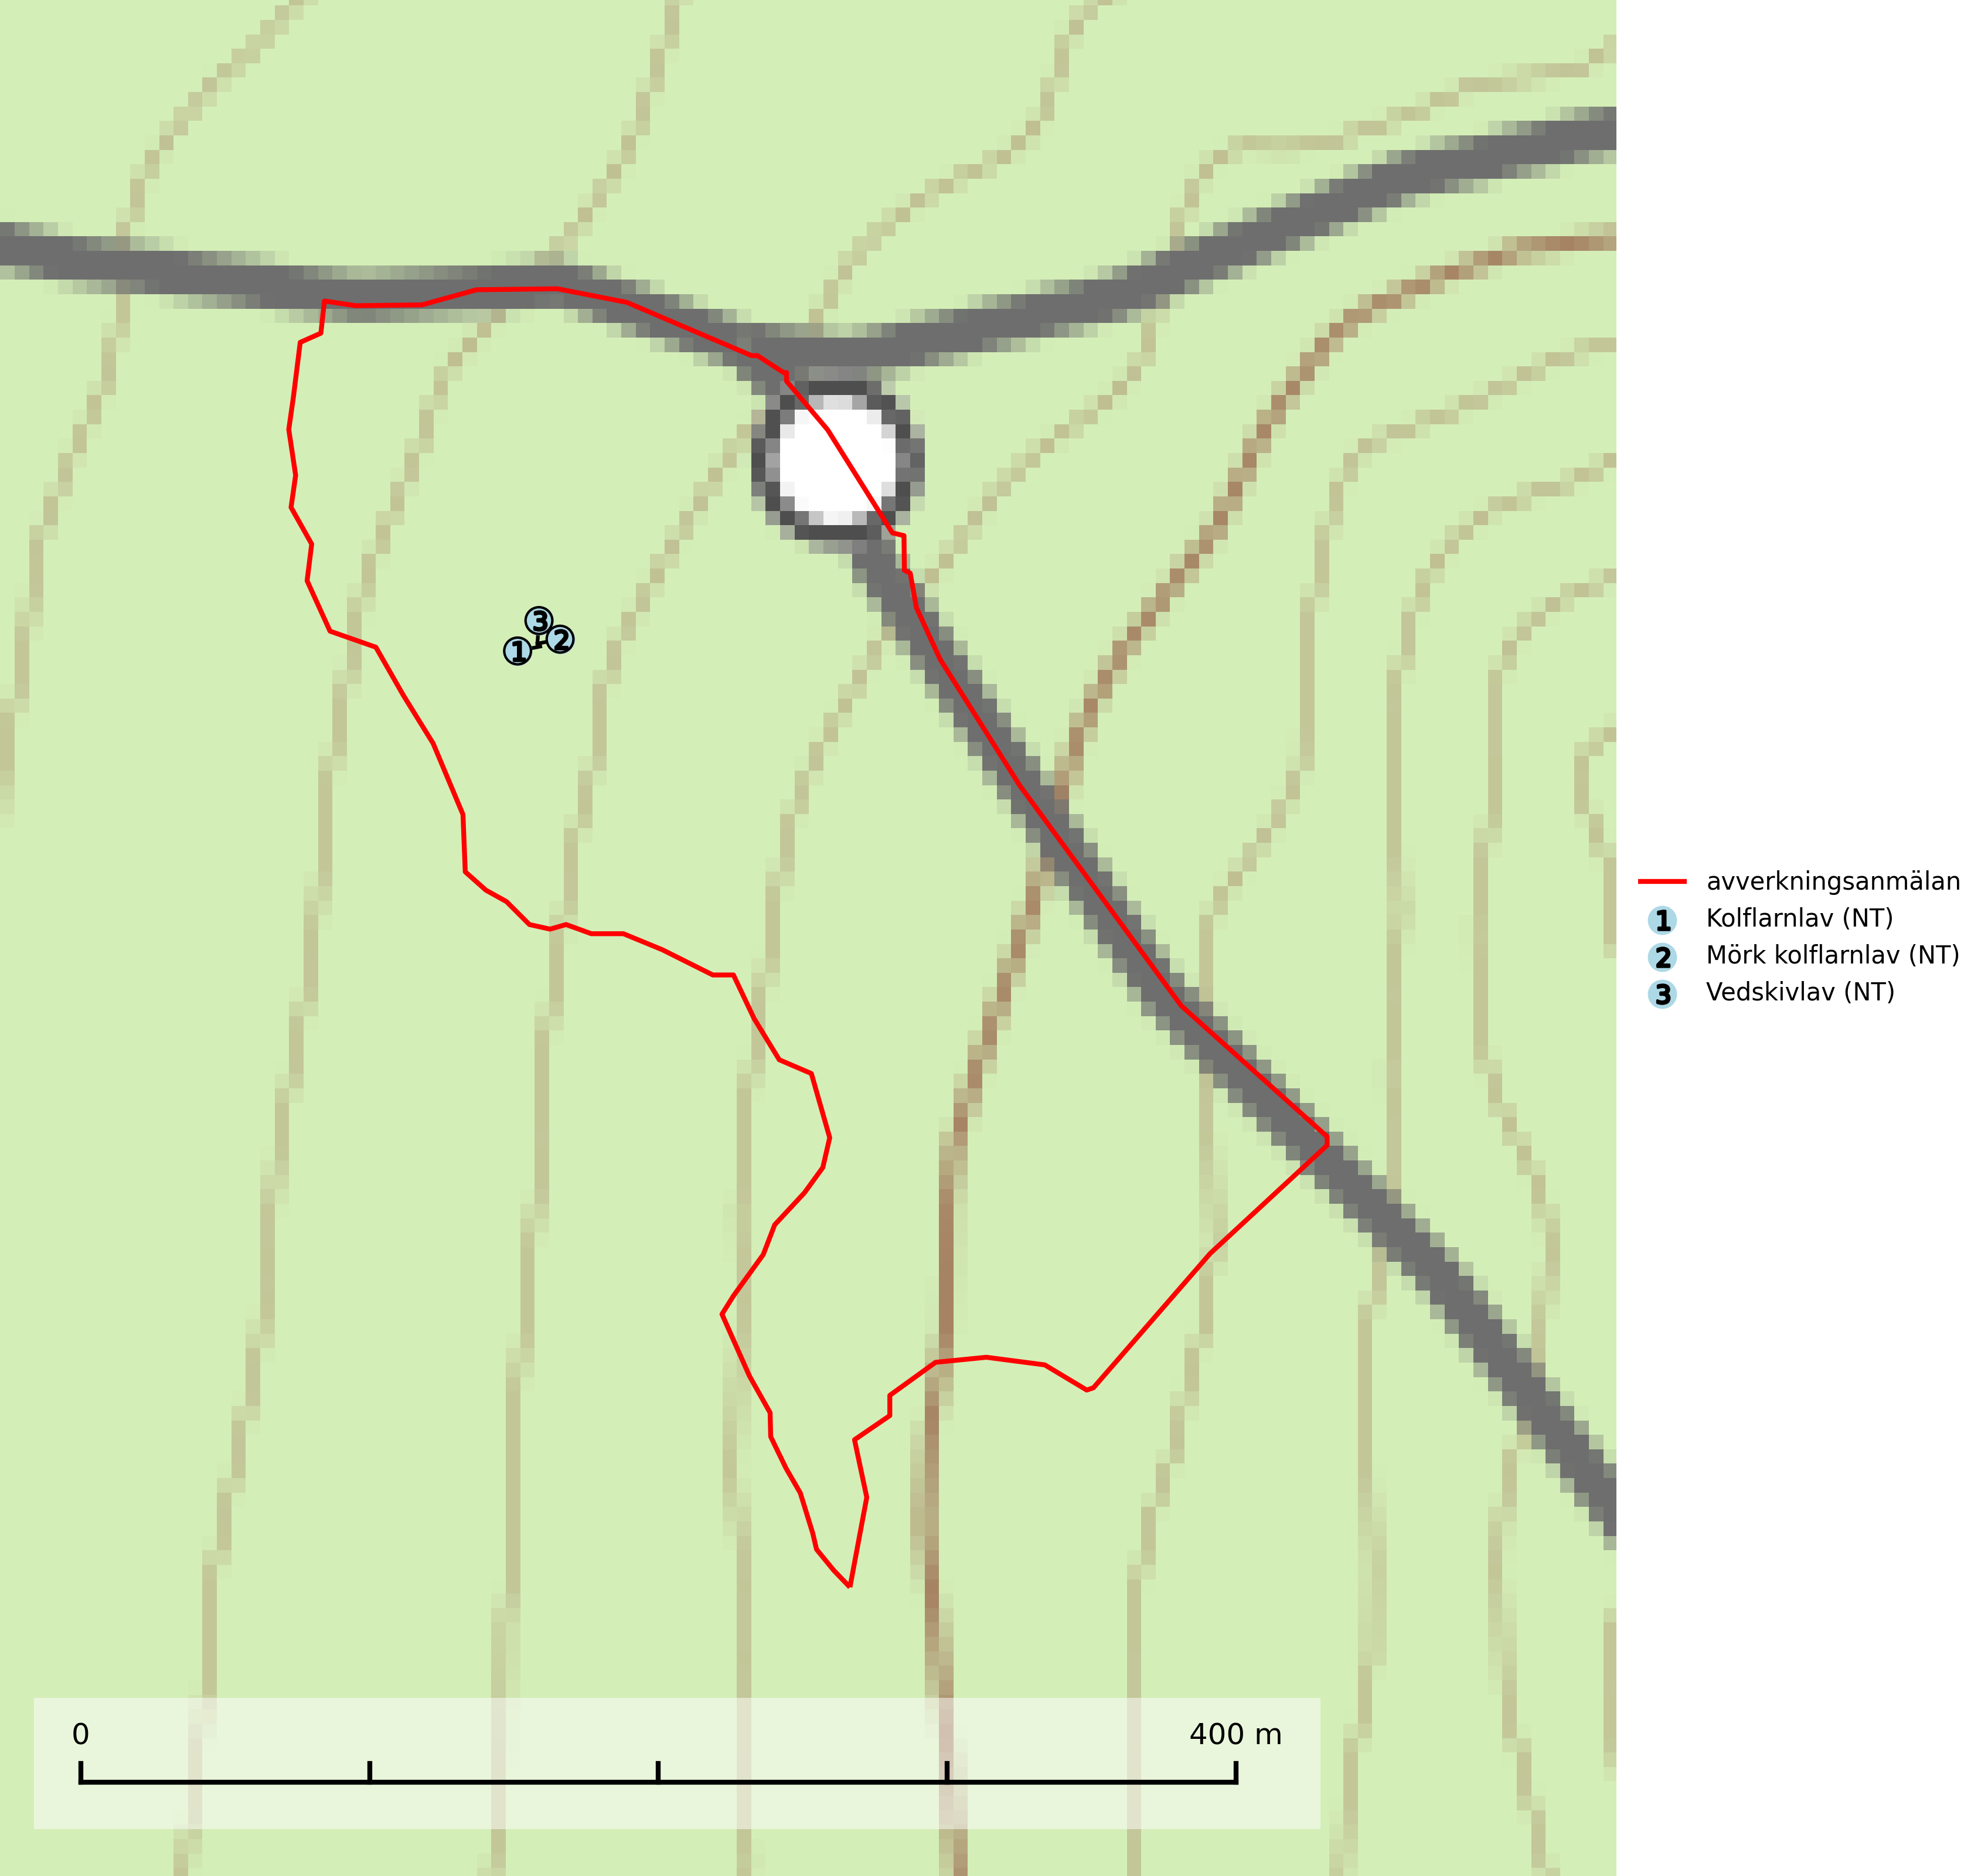 3
1 2
avverkningsanmälan
1 Kolflarnlav (NT)
2 Mörk kolflarnlav (NT)
3 Vedskivlav (NT)
0 400 m